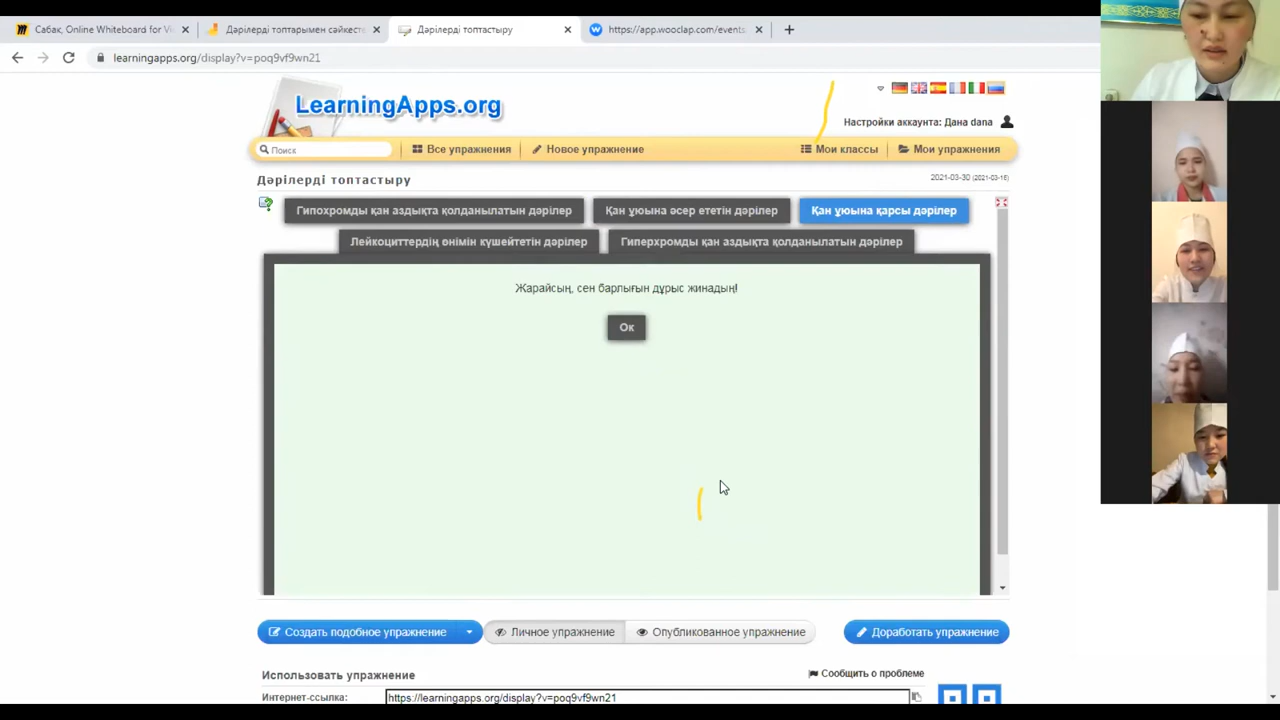 Сабақ, Online Whiteboard for Vi
Дәрілерді топтарымен сәйкест
Дәрілерді топтастыру
https://app.wooclap.com/events
learningapps.org/display?v=poq9vf9wn21
LearningApps.org
Настройки аккаунта: Дана dana
Поиск
Все упражнения
Новое упражнение
Мои классы
Мои упражнения
Дәрілерді топтастыру
2021-03-30 (2021-03-16)
Гипохромды қан аздықта қолданылатын дәрілер
Қан ұюына әсер ететін дәрілер
Қан ұюына қарсы дәрілер
Лейкоциттердің өнімін күшейтетін дәрілер
Гиперхромды қан аздықта қолданылатын дәрілер
Жарайсың, сен барлығын дұрыс жинадың!
Ок
Создать подобное упражнение
Личное упражнение
Опубликованное упражнение
Доработать упражнение
Использовать упражнение
Сообщить о проблеме
Интернет-ссылка:
https://learningapps.org/display?v=poq9vf9wn21